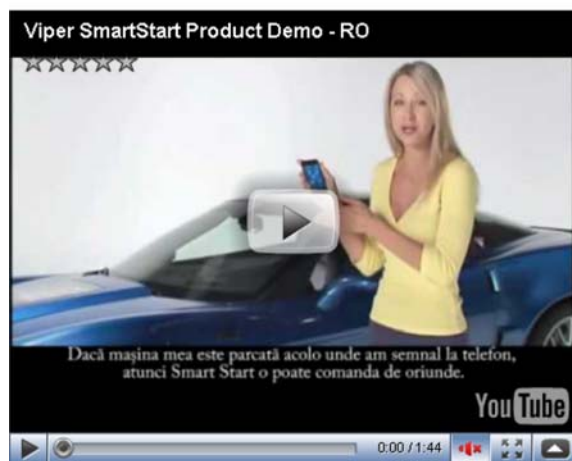 Viper SmartStart Product Demo - RO
Dacă mașina mea este parcată acolo unde am semnal la telefon,
atunci Smart Start o poate comanda de oriunde.
YouTube
0:00 / 1:44